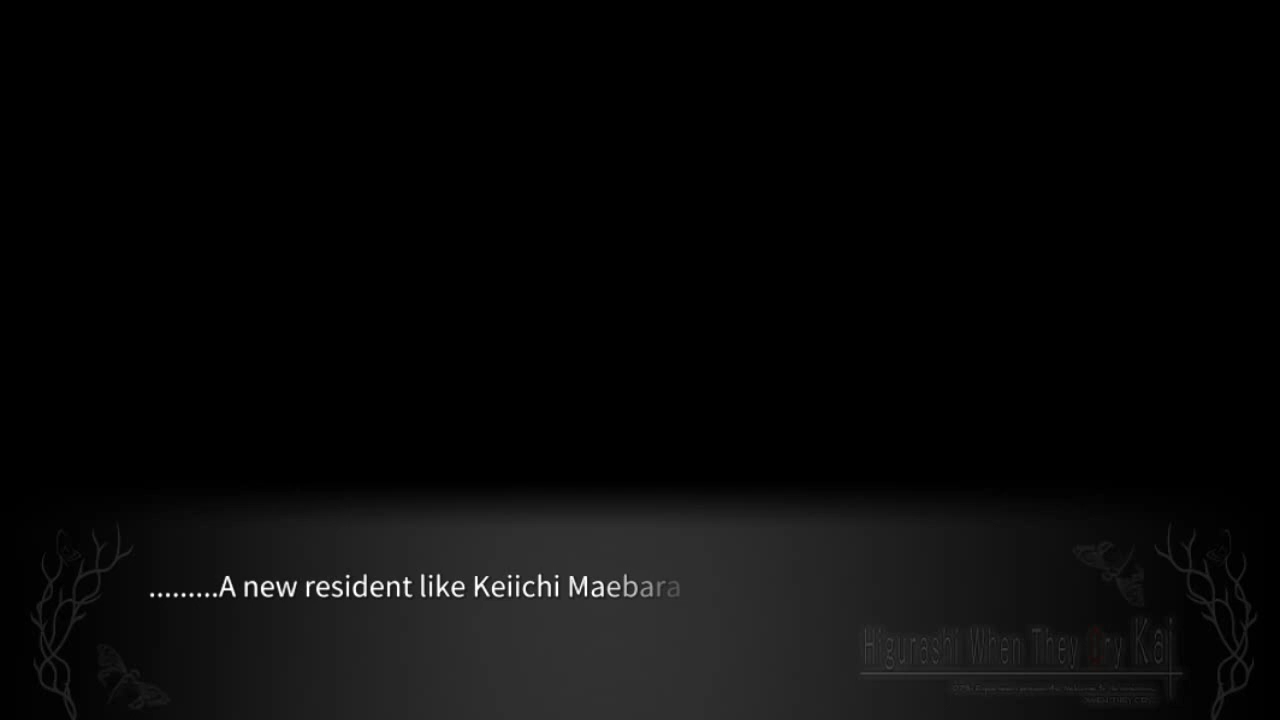 .........A new resident like Keiichi Maebara
Higurashi When They Cry Kai